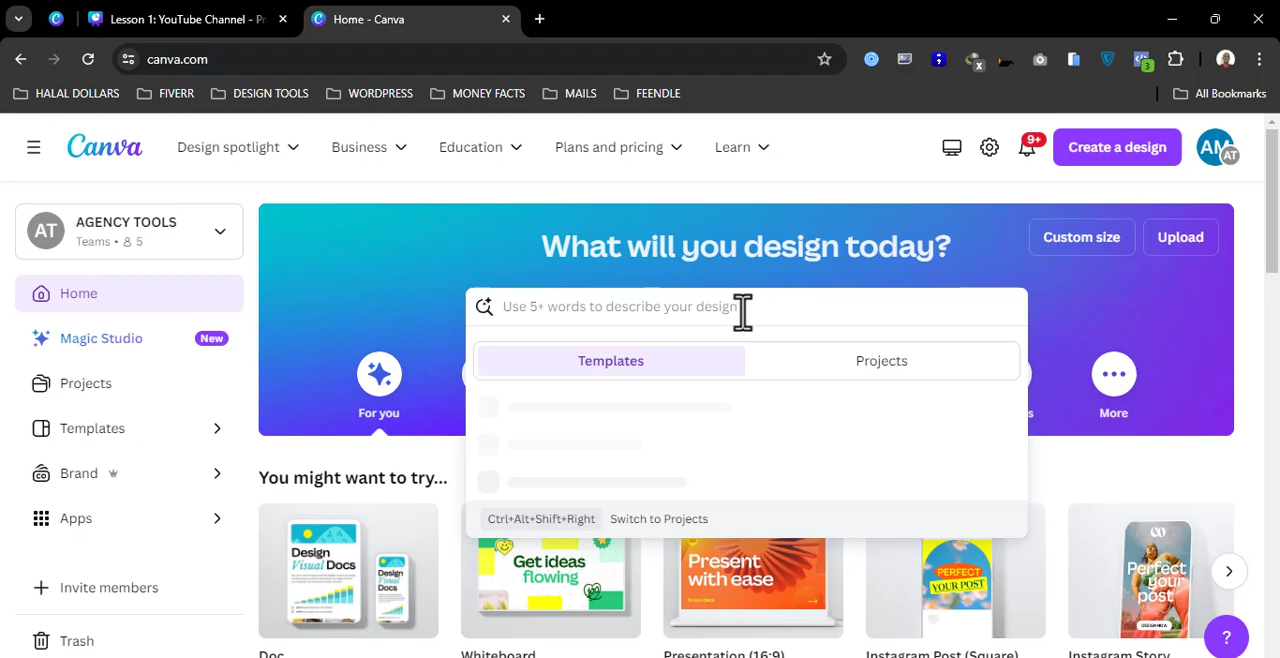 Lesson 1: YouTube Channel - Pr
Home - Canva
canva.com
3
HALAL DOLLARS
FIVERR
DESIGN TOOLS
WORDPRESS
MONEY FACTS
MAILS
FEENDLE
All Bookmarks
Canva
Design spotlight
Business
Education
Plans and pricing
Learn
9+
Create a design
AM
AT
AT
AGENCY TOOLS
Teams • 5
What will you design today?
Custom size
Upload
Home
Use 5+ words to describe your design
Magic Studio
New
Templates
Projects
Projects
For you
s
More
Templates
Brand
You might want to try...
Apps
Ctrl+Alt+Shift+Right
Switch to Projects
Design
Visual Docs
Design
Visual
Docs
Get ideas
flowing
Present
with ease
PERFECT
YOUR POST
Perfect
your
post
DESIGN NOW
Invite members
Trash
?
Doc
Whiteboard
Presentation (16:9)
Instagram Post (Square)
Instagram Story